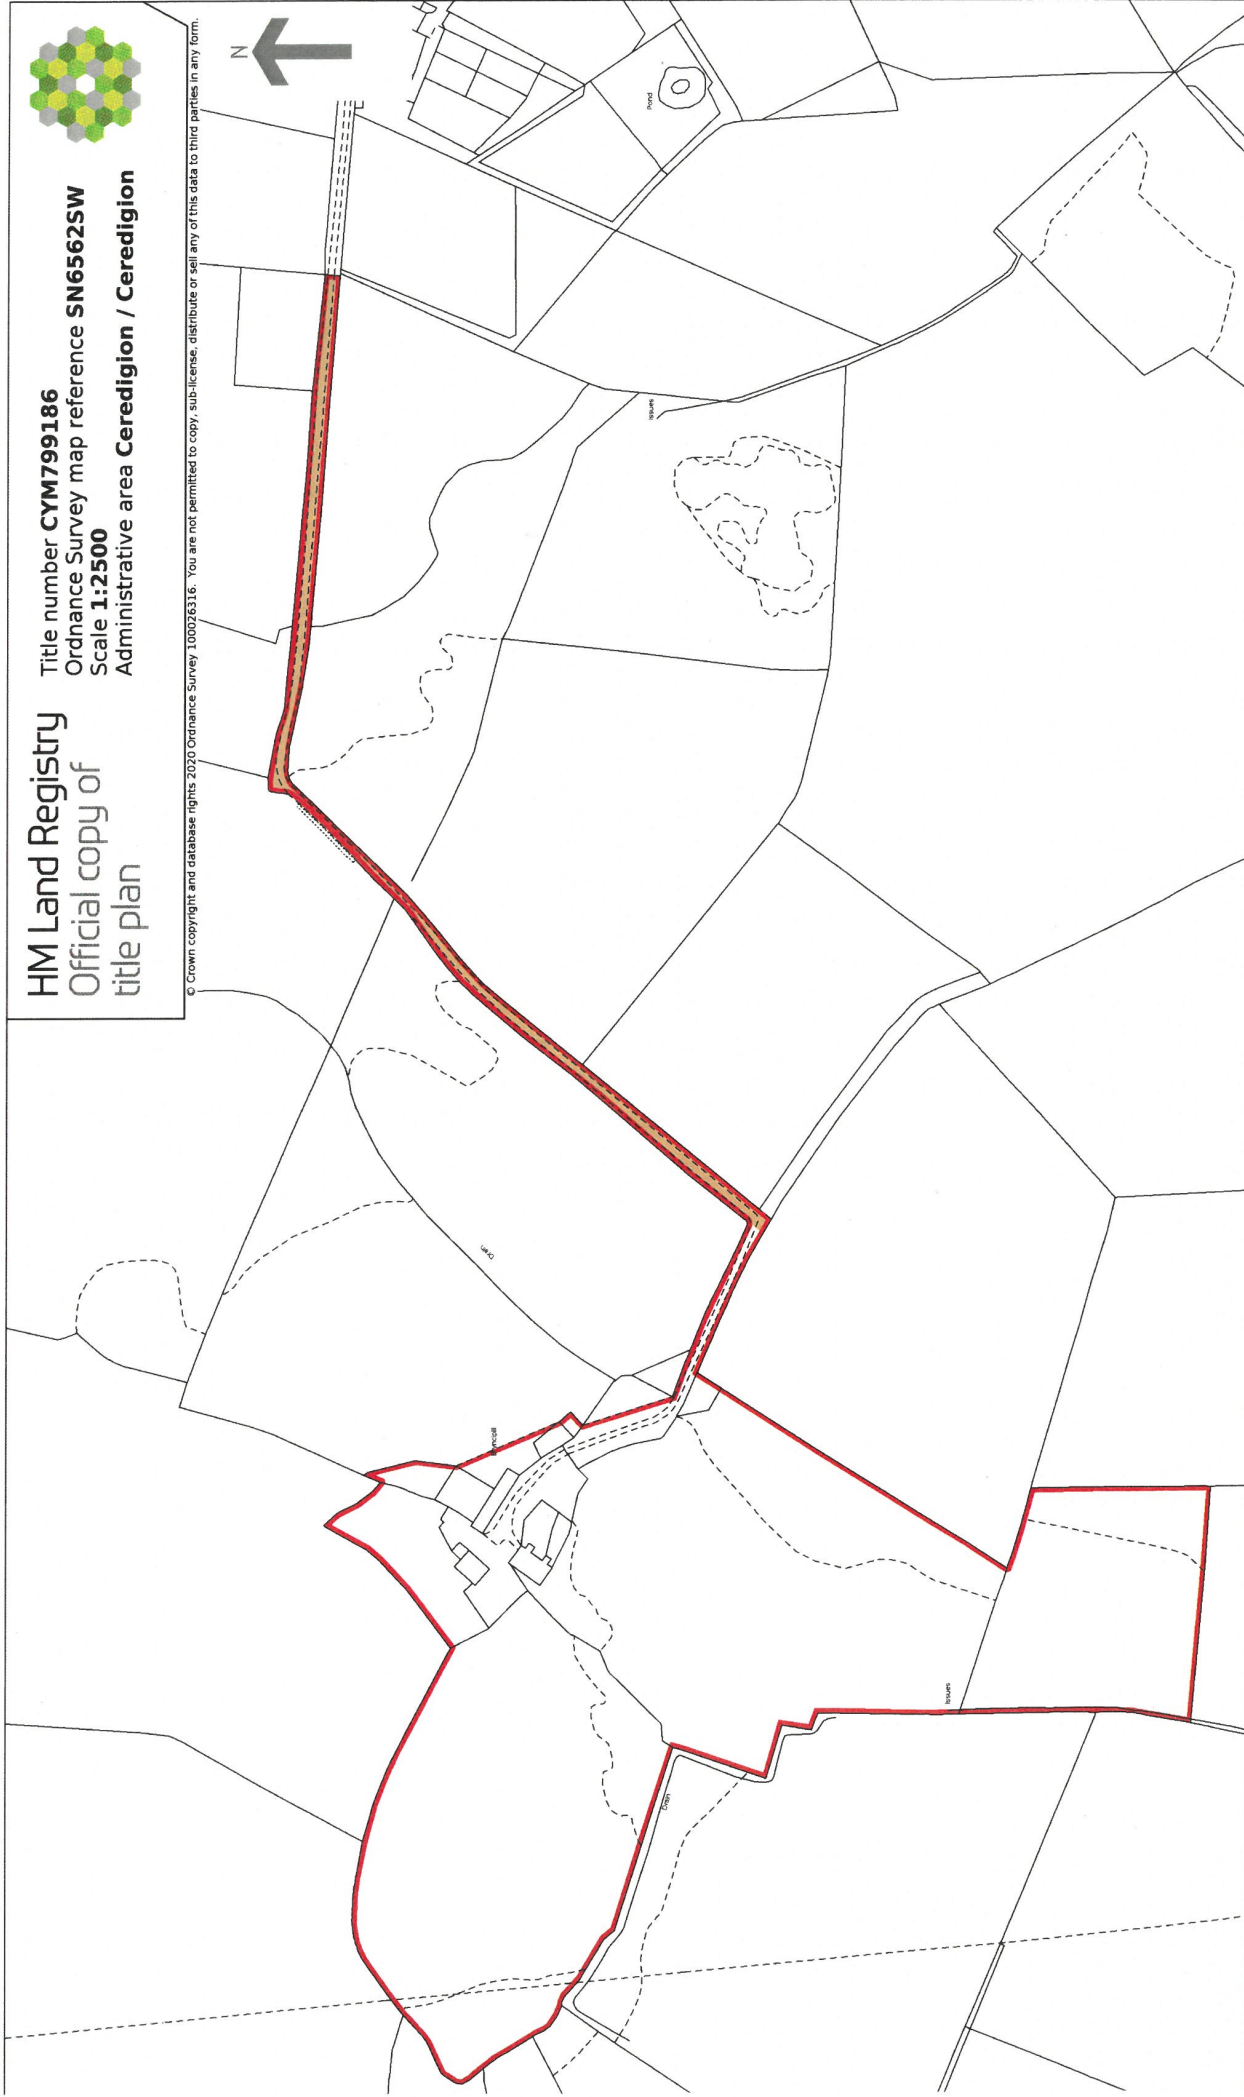 HM Land Registry
Official copy of
title plan
Title number CYM799186
Ordnance Survey map reference SN6562SW
Scale 1:2500
Administrative area Ceredigion / Ceredigion
© Crown copyright and database rights 2020 Ordnance Survey 100026316. You are not permitted to copy, sub-license, distribute or sell any of this data to third parties in any form.
N
Pond
Issues
Drain
Issues
Drain